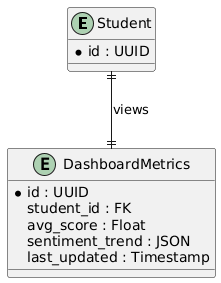 E Student
id : UUID
views
E DashboardMetrics
id : UUID
student_id : FK
avg_score : Float
sentiment_trend : JSON
last_updated : Timestamp